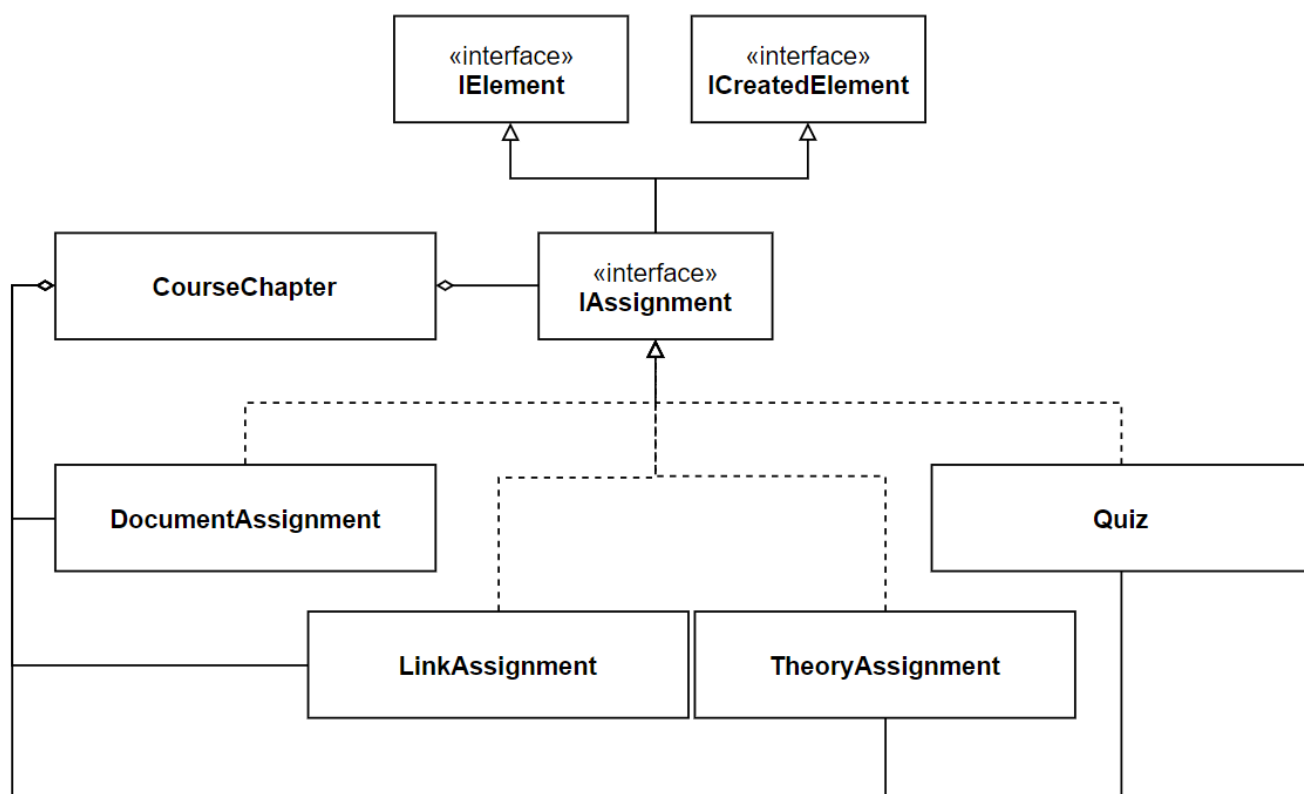 «interface»
IElement
«interface»
ICreatedElement
CourseChapter
«interface»
IAssignment
DocumentAssignment
Quiz
LinkAssignment
TheoryAssignment